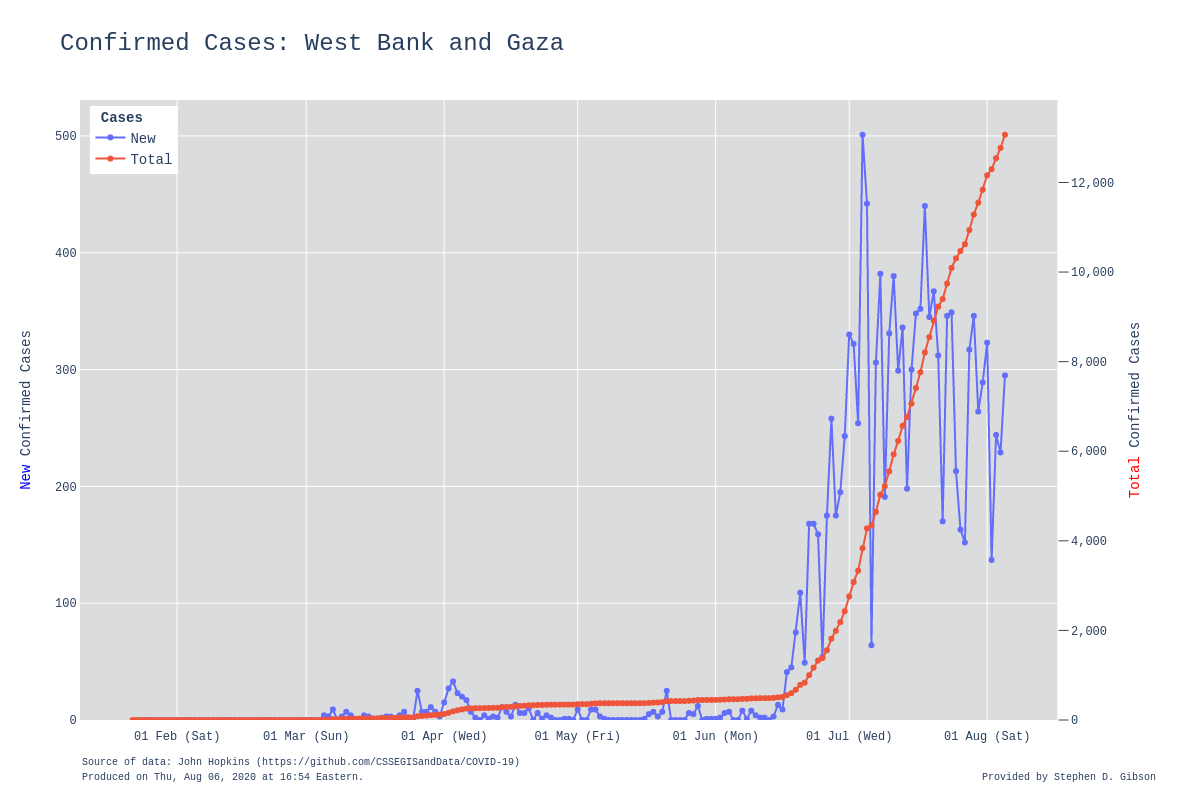 Confirmed Cases: West Bank and Gaza
Cases
New
Total
500
400
300
200
100
0
New Confirmed Cases
12,000
10,000
8,000
6,000
4,000
2,000
0
Total Confirmed Cases
01 Feb (Sat) 01 Mar (Sun) 01 Apr (Wed) 01 May (Fri) 01 Jun (Mon) 01 Jul (Wed) 01 Aug (Sat)
Source of data: John Hopkins (https://github.com/CSSEGISandData/COVID-19)
Produced on Thu, Aug 06, 2020 at 16:54 Eastern.
Provided by Stephen D. Gibson